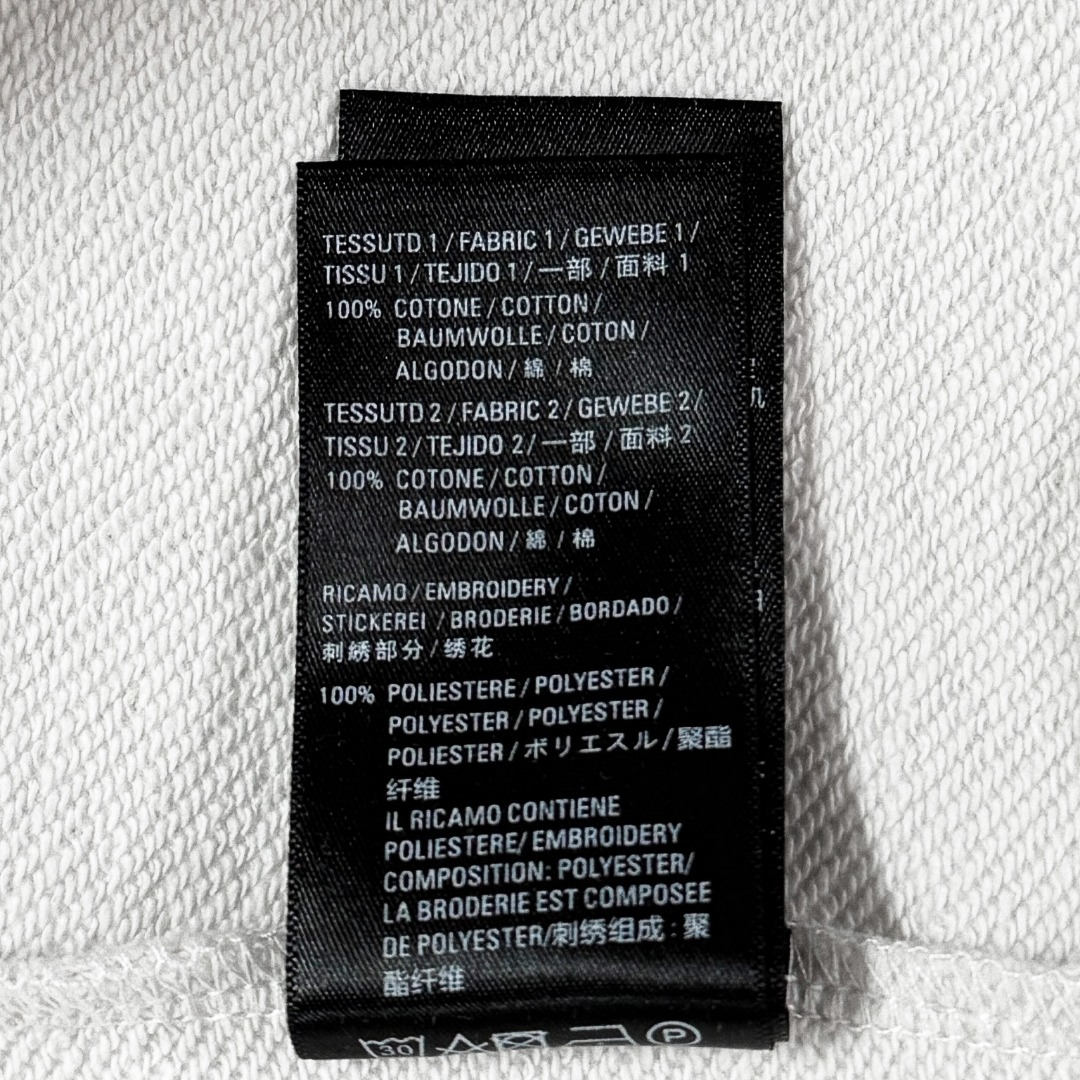 TESSUTD 1 / FABRIC 1 / GEWEBE 1 /
TISSU 1 / TEJIDO 1 / 一部 / 面料 1
100% COTONE / COTTON /
BAUMWOLLE / COTON /
ALGODON / 綿 / 棉
TESSUTD 2 / FABRIC 2 / GEWEBE 2 /
TISSU 2 / TEJIDO 2 / 一部 / 面料 2
100% COTONE / COTTON /
BAUMWOLLE / COTON /
ALGODON / 綿 / 棉
RICAMO / EMBROIDERY /
STICKEREI / BRODERIE / BORDADO /
刺綉部分 / 绣花
100% POLIESTERE / POLYESTER /
POLYESTER / POLYESTER /
POLIESTER / ポリエスル / 聚酯
纤维
IL RICAMO CONTIENE
POLIESTERE/ EMBROIDERY
COMPOSITION: POLYESTER/
LA BRODERIE EST COMPOSEE
DE POLYESTER/刺绣组成 : 聚
酯纤维
30 P